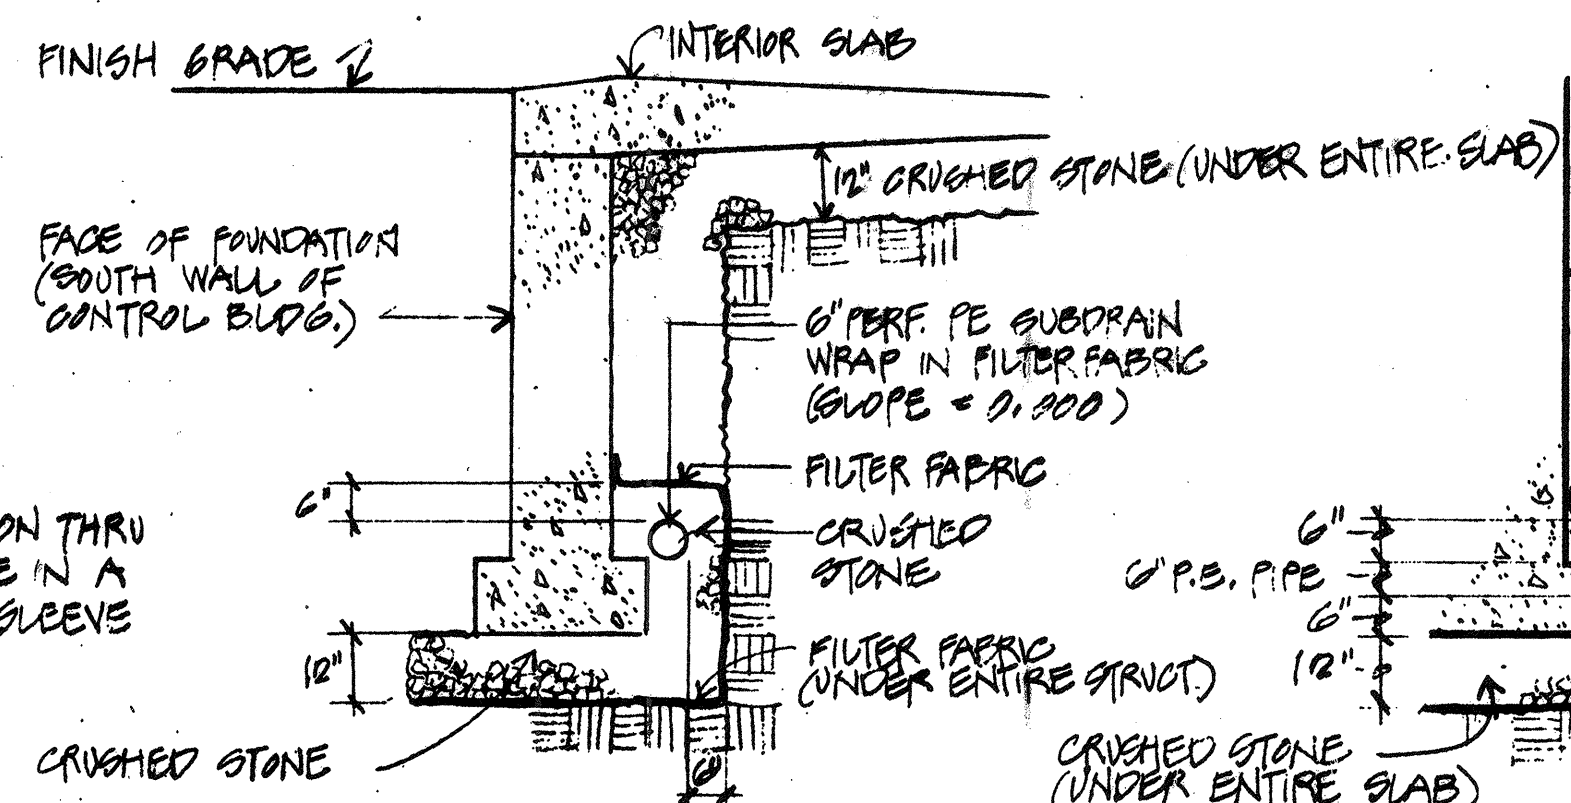 FINISH GRADE
INTERIOR SLAB
12" CRUSHED STONE (UNDER ENTIRE SLAB)
FACE OF FOUNDATION
(SOUTH WALL OF
CONTROL BLDG.)
6" PERF. PE SUBDRAIN
WRAP IN FILTER FABRIC
(SLOPE = 0.000)
FILTER FABRIC
6"
ON THRU
E IN A
SLEEVE
CRUSHED
STONE
6"
6" P.E. PIPE
6"
12"
12"
FILTER FABRIC
(UNDER ENTIRE STRUCT.)
CRUSHED STONE
6"
CRUSHED STONE
(UNDER ENTIRE SLAB)